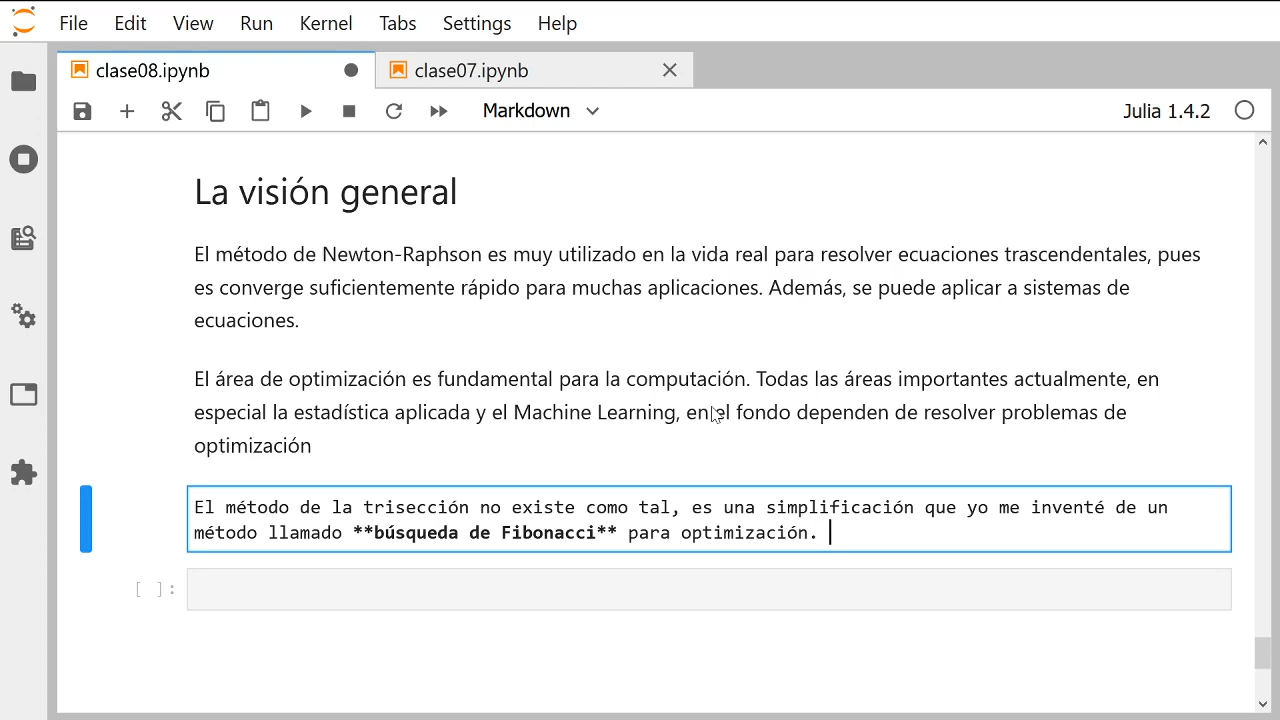 File Edit View Run Kernel Tabs Settings Help
clase08.ipynb
clase07.ipynb
Markdown
Julia 1.4.2
La visión general
El método de Newton-Raphson es muy utilizado en la vida real para resolver ecuaciones trascendentales, pues
es converge suficientemente rápido para muchas aplicaciones. Además, se puede aplicar a sistemas de
ecuaciones.
El área de optimización es fundamental para la computación. Todas las áreas importantes actualmente, en
especial la estadística aplicada y el Machine Learning, en el fondo dependen de resolver problemas de
optimización
El método de la trisección no existe como tal, es una simplificación que yo me inventé de un
método llamado **búsqueda de Fibonacci** para optimización.
[ ]: